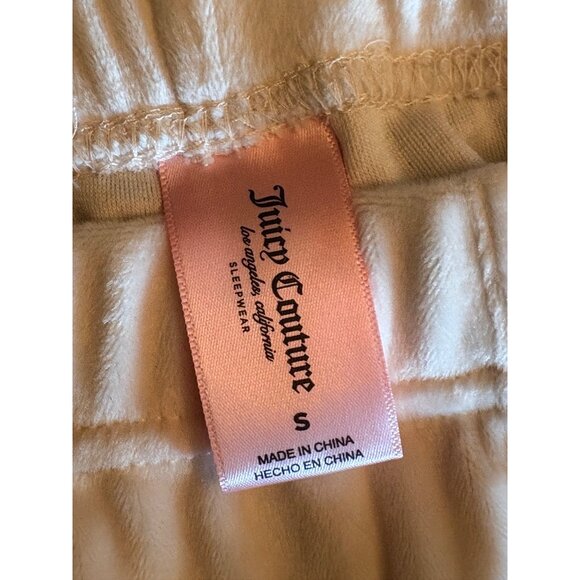 Juicy Couture
los angeles, california
SLEEPWEAR
S
MADE IN CHINA
HECHO EN CHINA